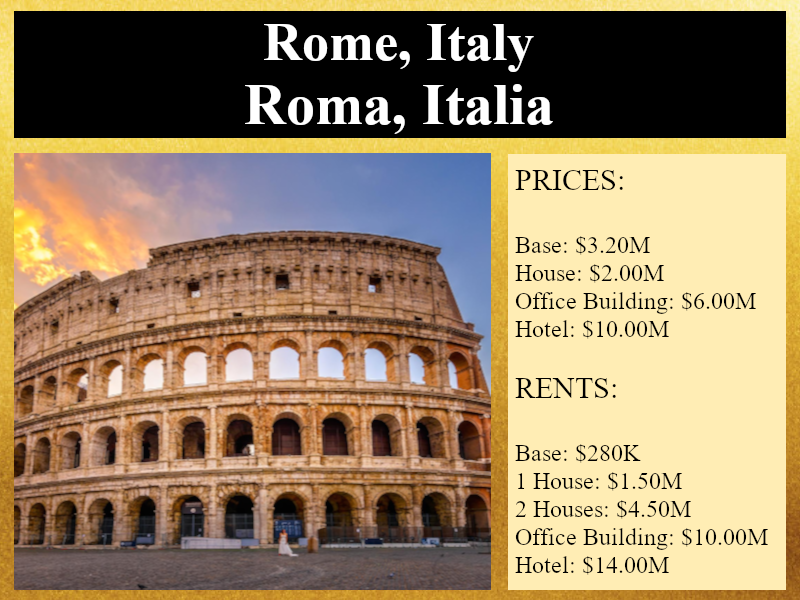 Rome, Italy
Roma, Italia
PRICES:
Base: $3.20M
House: $2.00M
Office Building: $6.00M
Hotel: $10.00M
RENTS:
Base: $280K
1 House: $1.50M
2 Houses: $4.50M
Office Building: $10.00M
Hotel: $14.00M